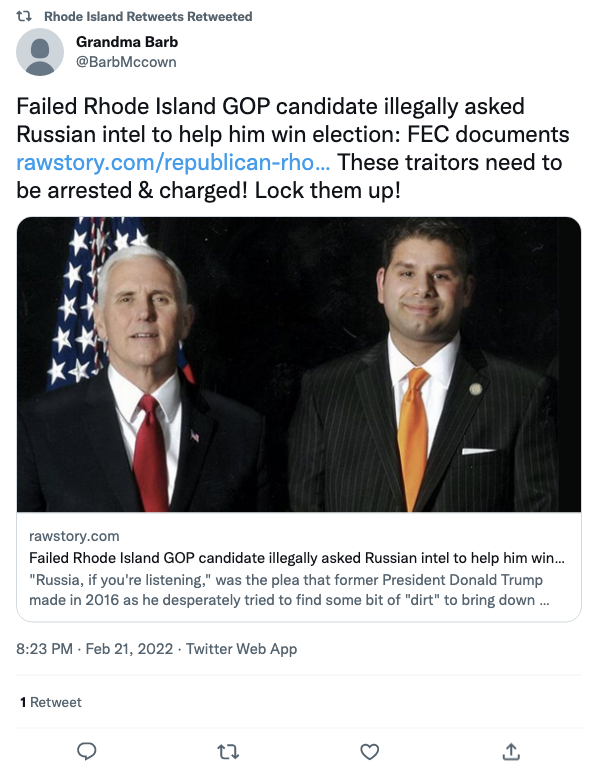 Rhode Island Retweets Retweeted
Grandma Barb
@BarbMccown
Failed Rhode Island GOP candidate illegally asked
Russian intel to help him win election: FEC documents
rawstory.com/republican-rho... These traitors need to
be arrested & charged! Lock them up!
rawstory.com
Failed Rhode Island GOP candidate illegally asked Russian intel to help him win...
"Russia, if you're listening," was the plea that former President Donald Trump
made in 2016 as he desperately tried to find some bit of "dirt" to bring down ...
8:23 PM · Feb 21, 2022 · Twitter Web App
1 Retweet